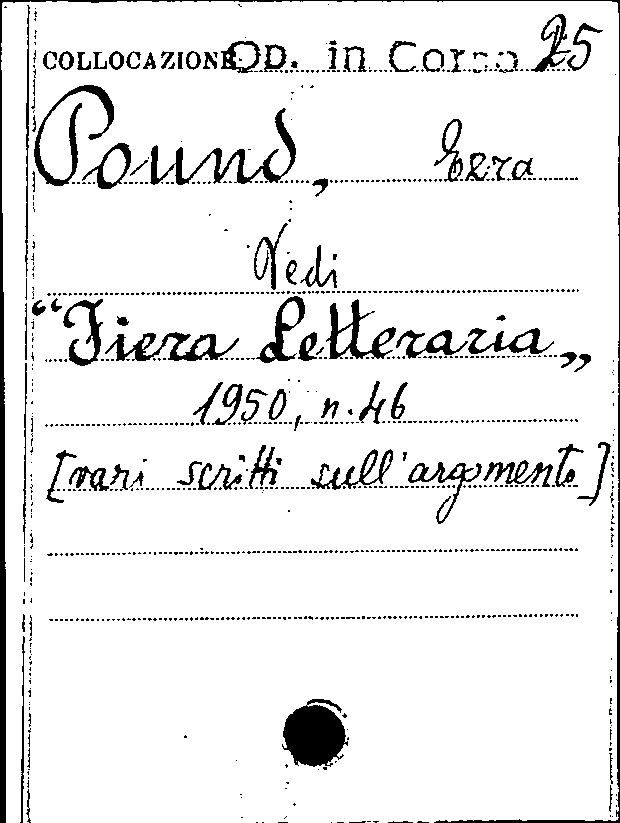 COLLOCAZIONE OD. in Corso 25
Pound, Ezra
Vedi
“Fiera Letteraria„
1950, n. 46
[vari scritti sull'argomento]